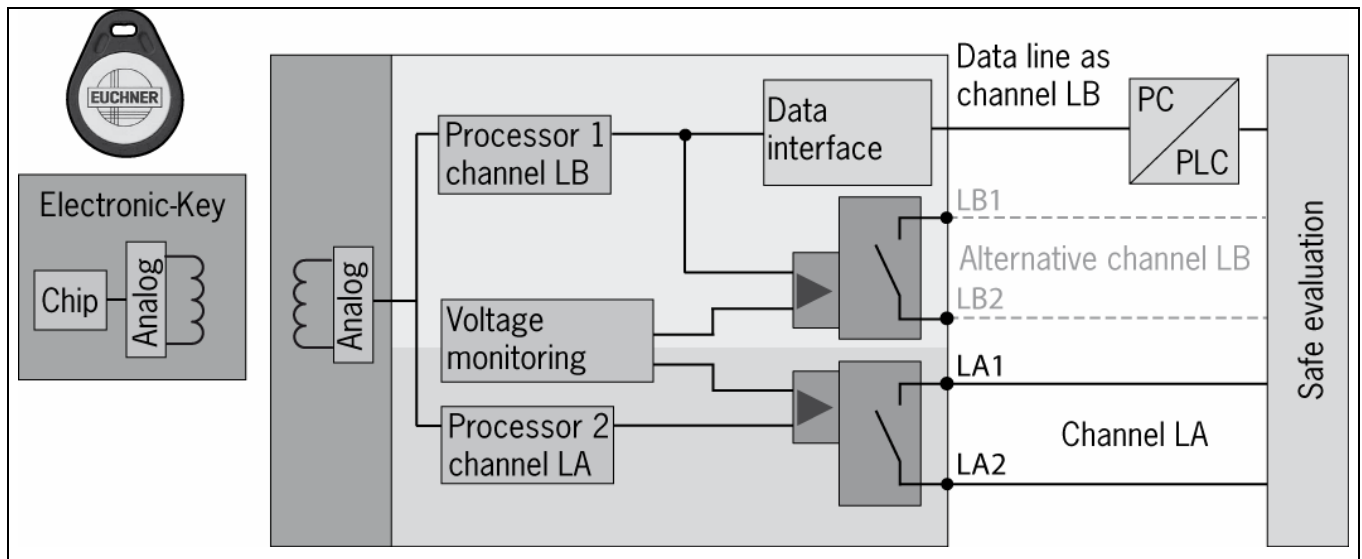 EUCHNER
Electronic-Key
Chip
Analog
Analog
Processor 1
channel LB
Voltage
monitoring
Processor 2
channel LA
Data
interface
Data line as
channel LB
PC
PLC
LB1
Alternative channel LB
LB2
LA1
Channel LA
LA2
Safe evaluation